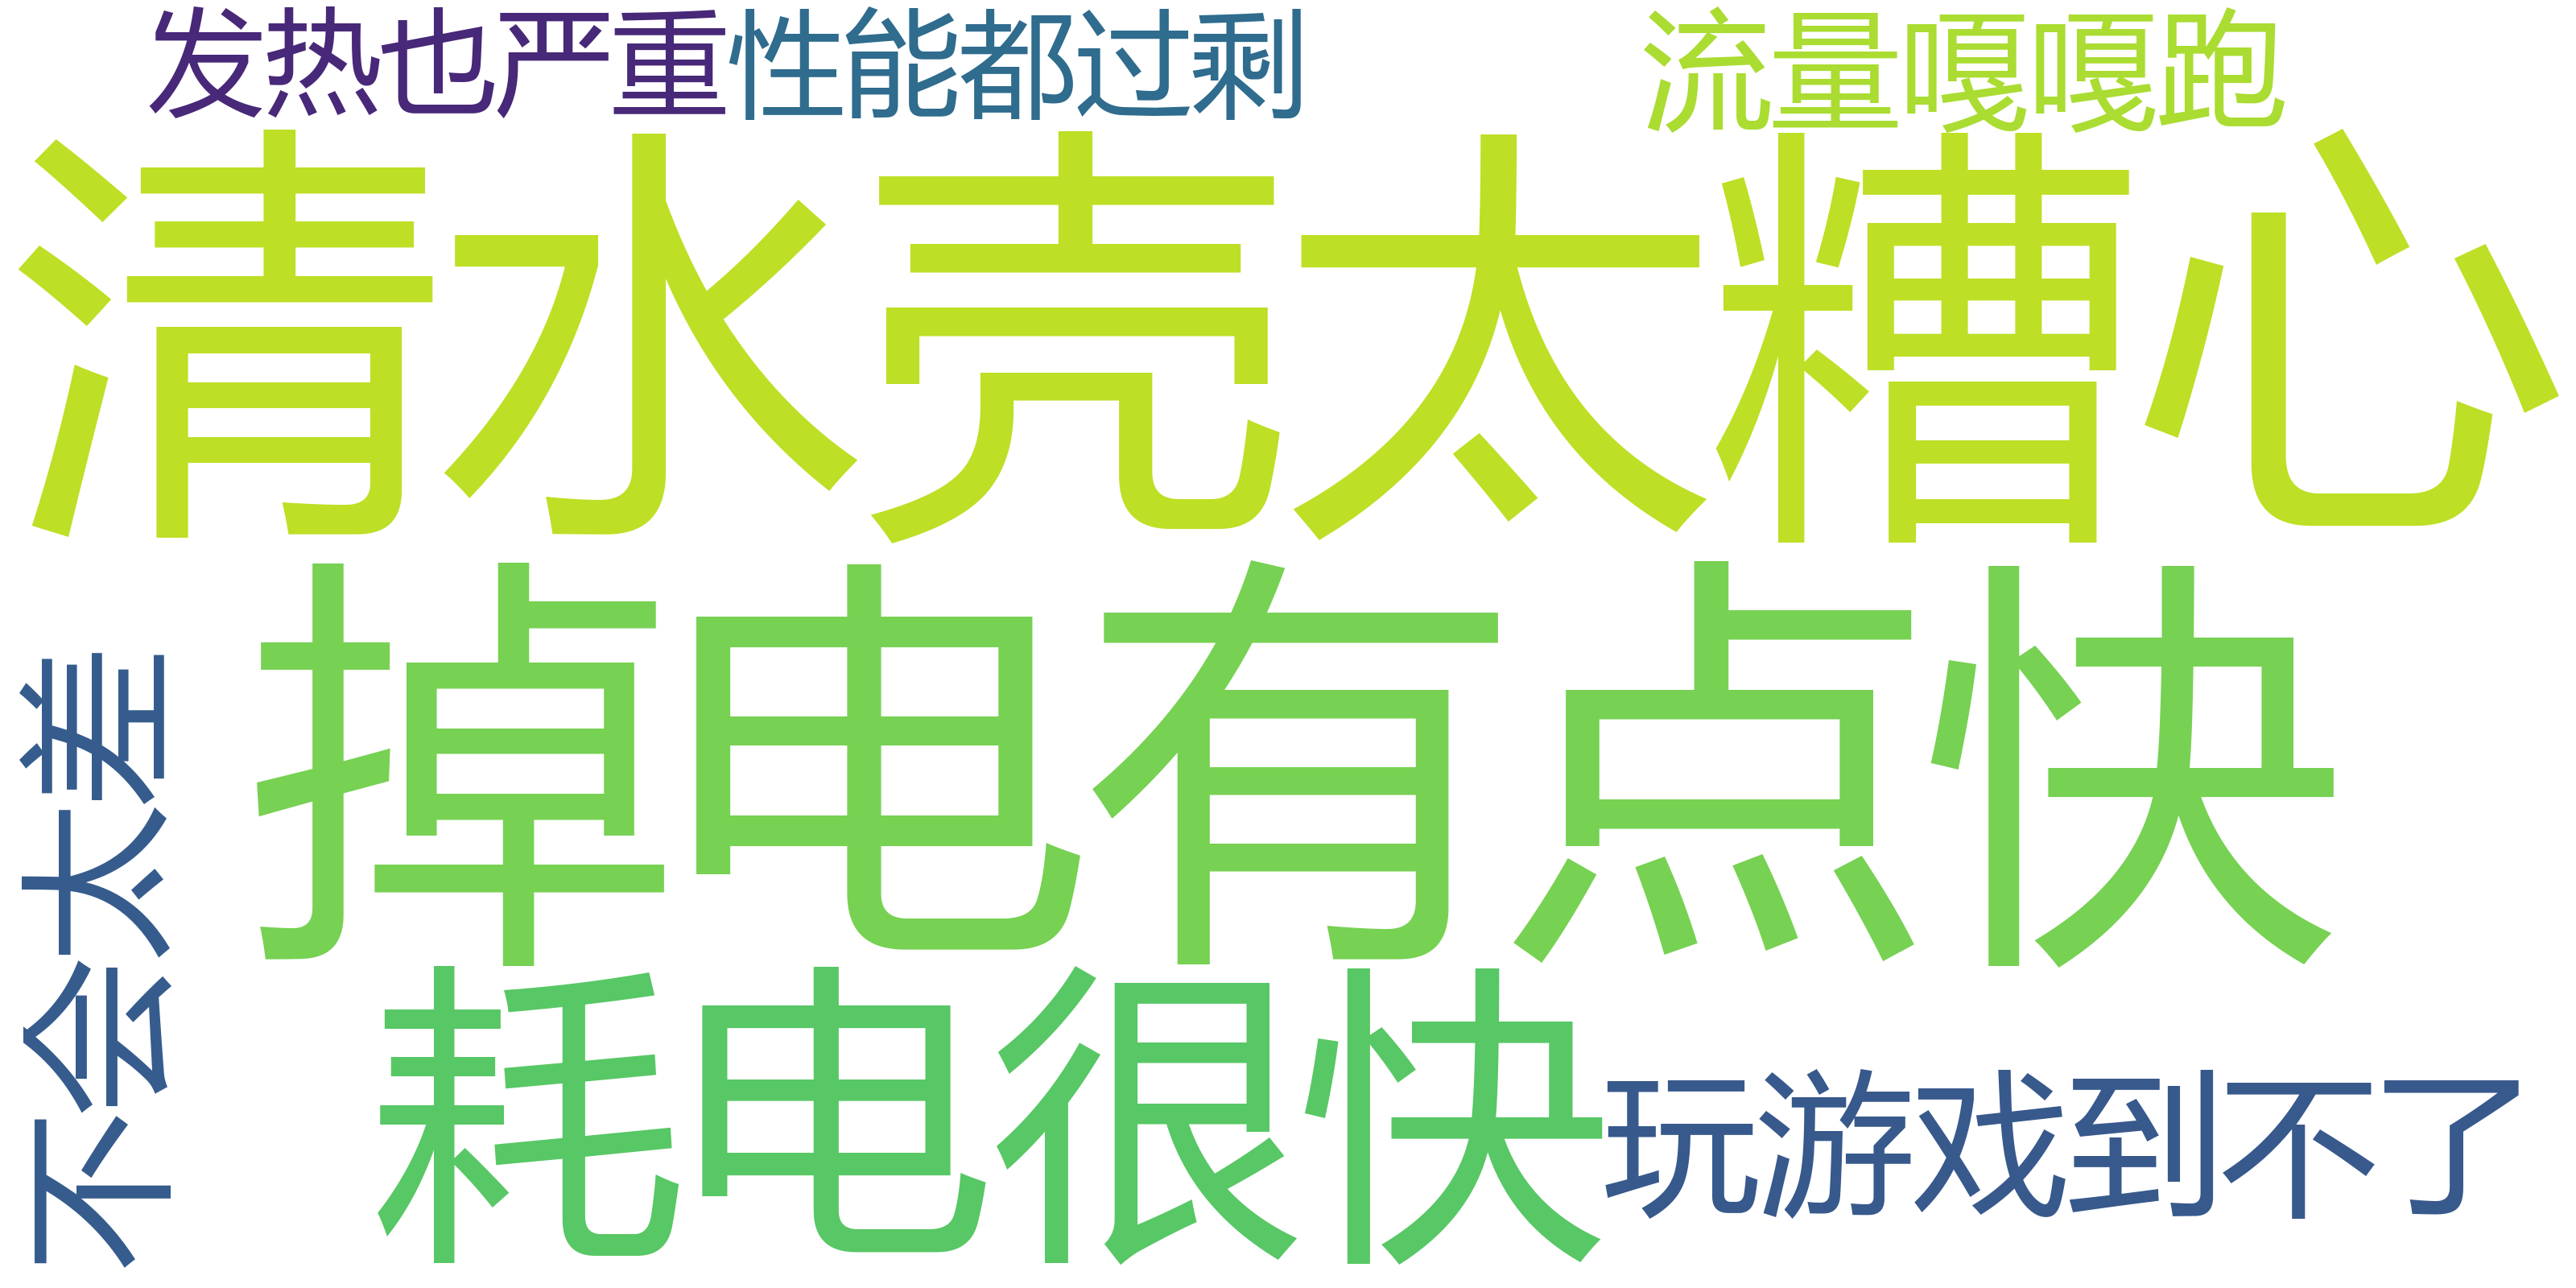 发热也严重
性能都过剩
流量嘎嘎跑
清水壳太糟心
掉电有点快
不会太差
耗电很快
玩游戏到不了